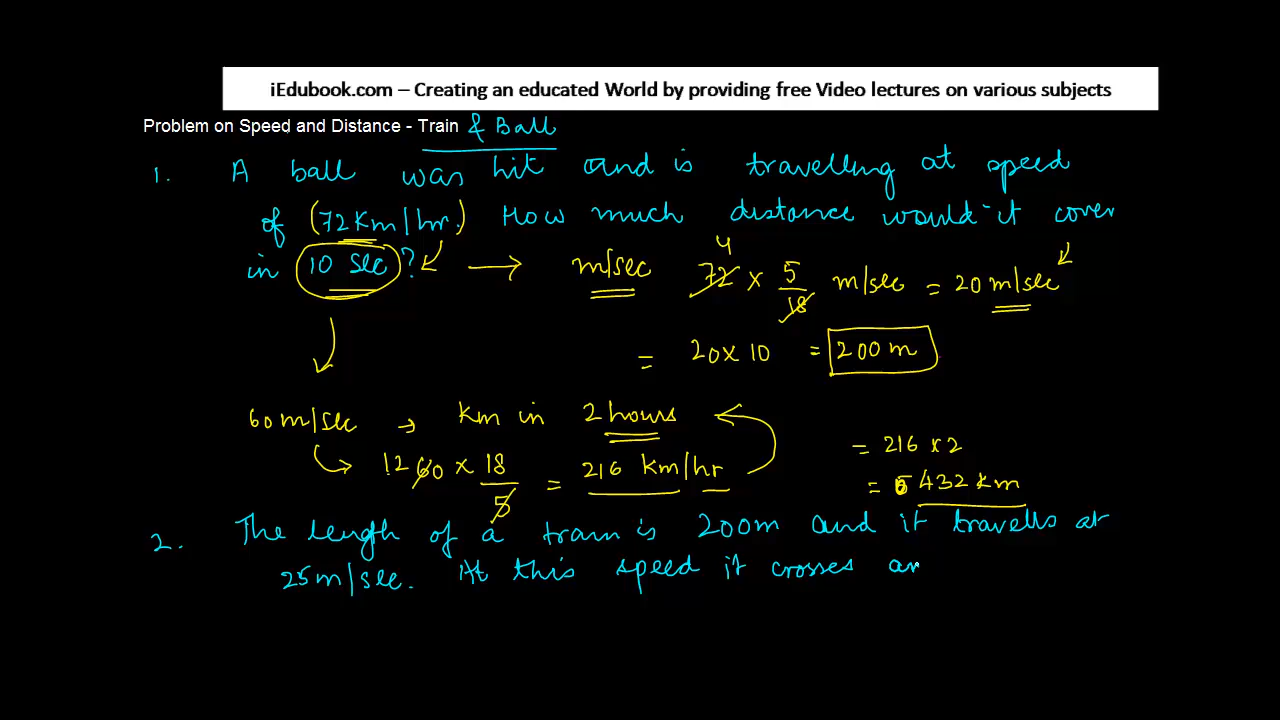 iEdubook.com – Creating an educated World by providing free Video lectures on various subjects
Problem on Speed and Distance - Train & Ball
1. A ball was hit and is travelling at speed
of (72Km/hr.) How much distance would it cover
in 10 Sec ? → m/sec 72 4 × 5/18 m/sec = 20 m/sec
= 20 × 10 = 200 m
60 m/sec → Km in 2 hours
12 60 × 18/5 = 216 km/hr
= 216 × 2
= 432 km
2. The length of a train is 200m and it travells at
25m/sec. At this speed it crosses an